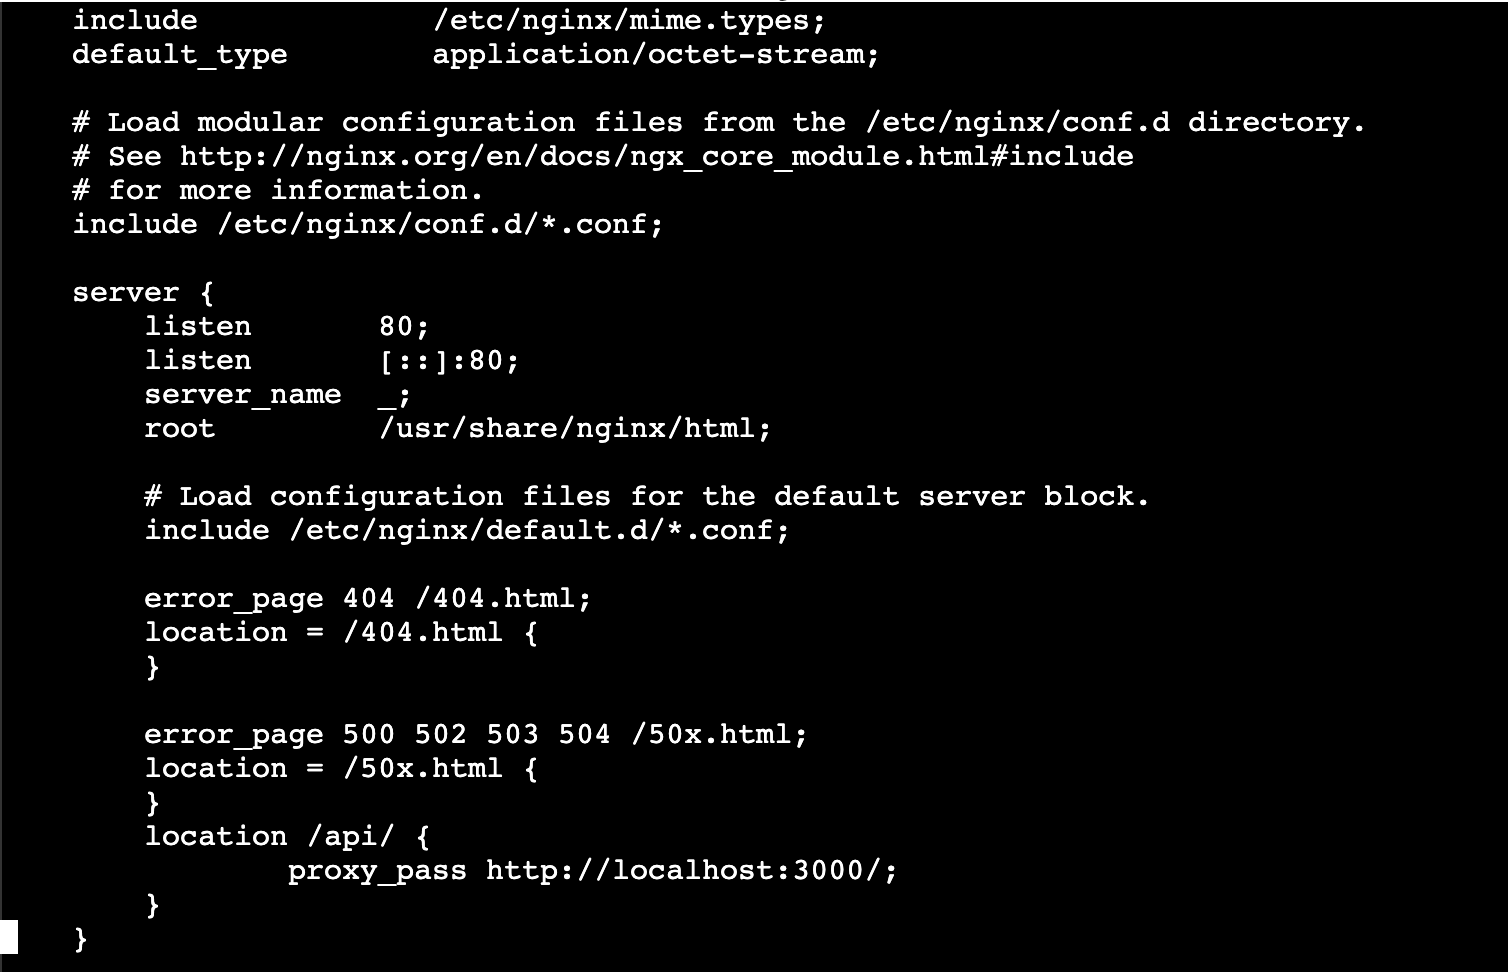 include             /etc/nginx/mime.types;
default_type        application/octet-stream;
# Load modular configuration files from the /etc/nginx/conf.d directory.
# See http://nginx.org/en/docs/ngx_core_module.html#include
# for more information.
include /etc/nginx/conf.d/*.conf;
server {
    listen       80;
    listen       [::]:80;
    server_name  _;
    root         /usr/share/nginx/html;
    # Load configuration files for the default server block.
    include /etc/nginx/default.d/*.conf;
    error_page 404 /404.html;
    location = /404.html {
    }
    error_page 500 502 503 504 /50x.html;
    location = /50x.html {
    }
    location /api/ {
            proxy_pass http://localhost:3000/;
    }
}